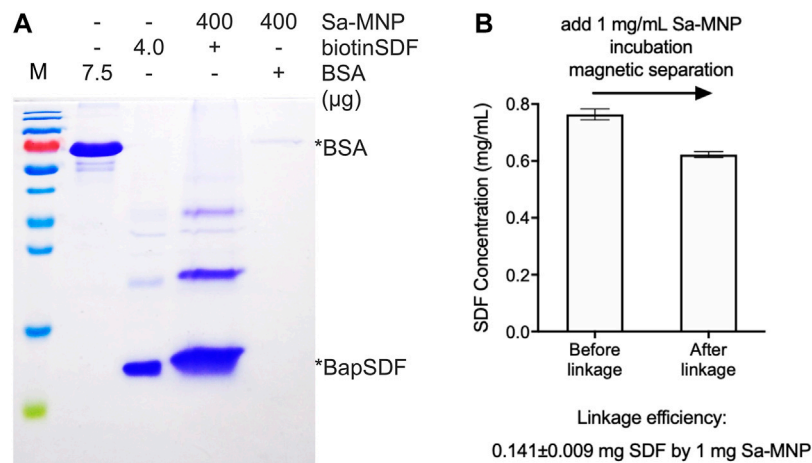 A
- - 400 400 Sa-MNP
- 4.0 + - biotinSDF
M 7.5 - - + BSA
(µg)
*BSA
*BapSDF
B
add 1 mg/mL Sa-MNP
incubation
magnetic separation
SDF Concentration (mg/mL)
0.8
0.6
0.4
0.2
0.0
Before
linkage
After
linkage
Linkage efficiency:
0.141±0.009 mg SDF by 1 mg Sa-MNP